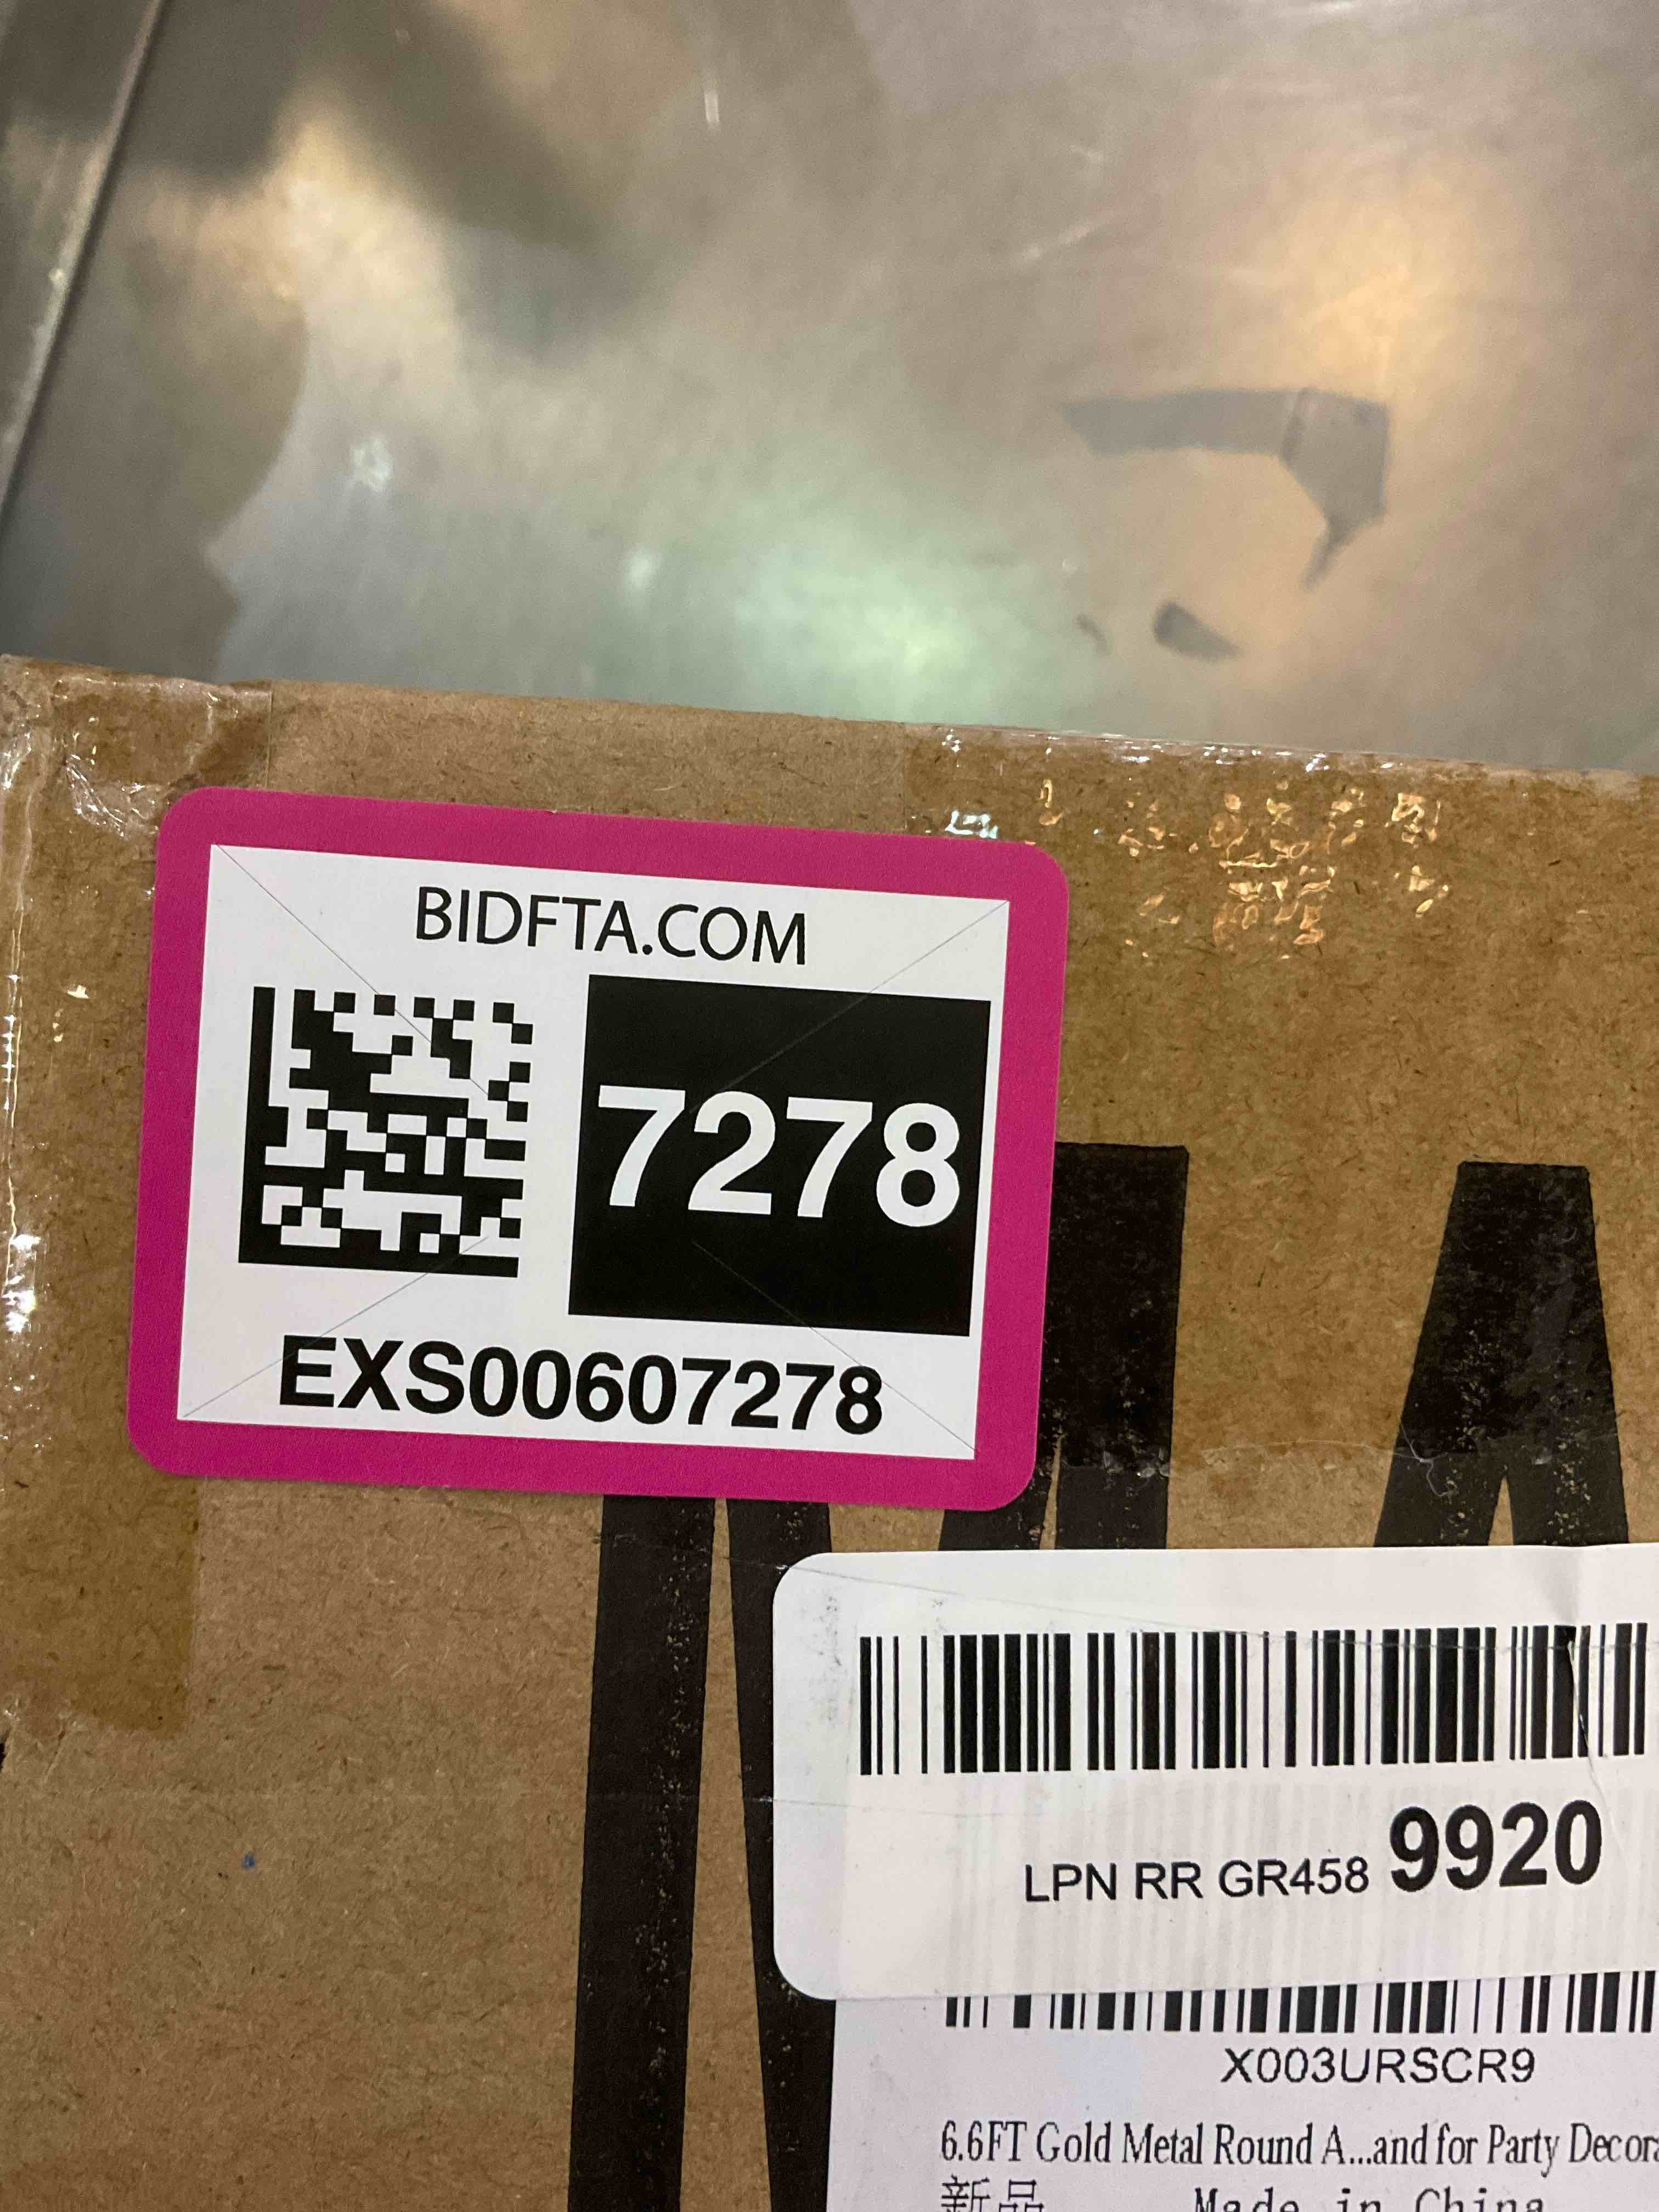 BIDFTA.COM
7278
EXS00607278
LPN RR GR458 9920
X003URSCR9
6.6FT Gold Metal Round A...and for Party Decor
新品 Made in China